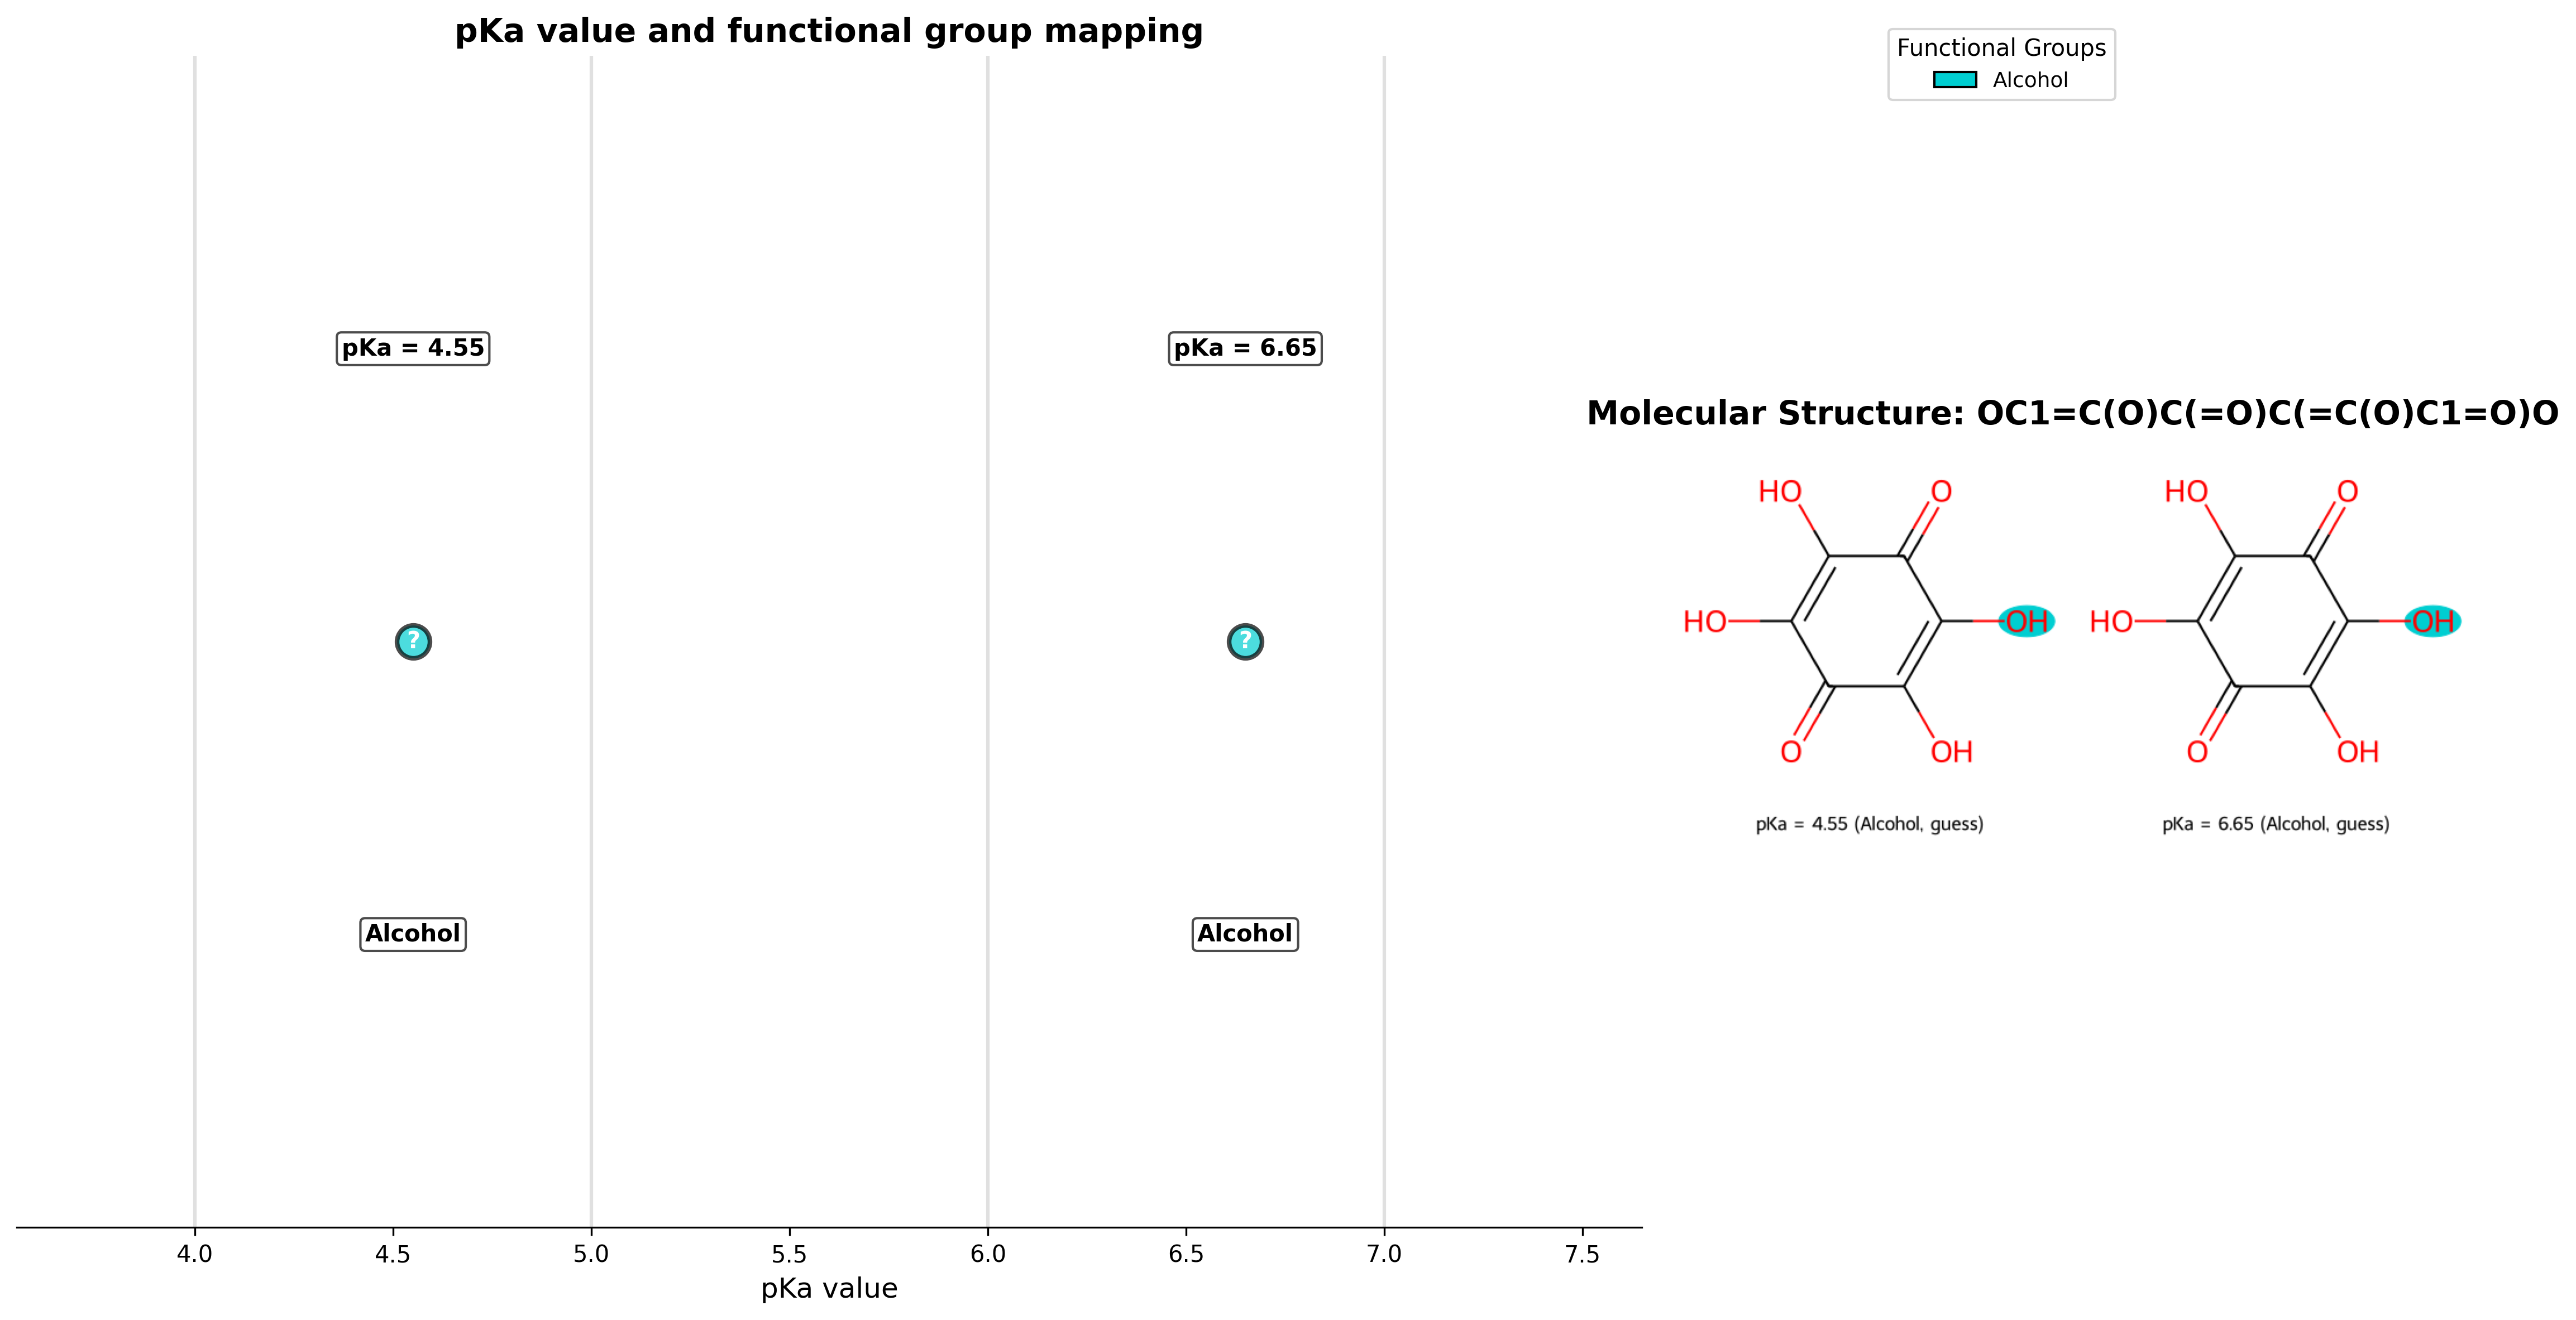 pKa value and functional group mapping
Functional Groups
Alcohol
pKa = 4.55
pKa = 6.65
?
?
Alcohol
Alcohol
4.0 4.5 5.0 5.5 6.0 6.5 7.0 7.5
pKa value
Molecular Structure: OC1=C(O)C(=O)C(=C(O)C1=O)O
HO O HO O
HO OH HO OH
O OH O OH
pKa = 4.55 (Alcohol, guess) pKa = 6.65 (Alcohol, guess)